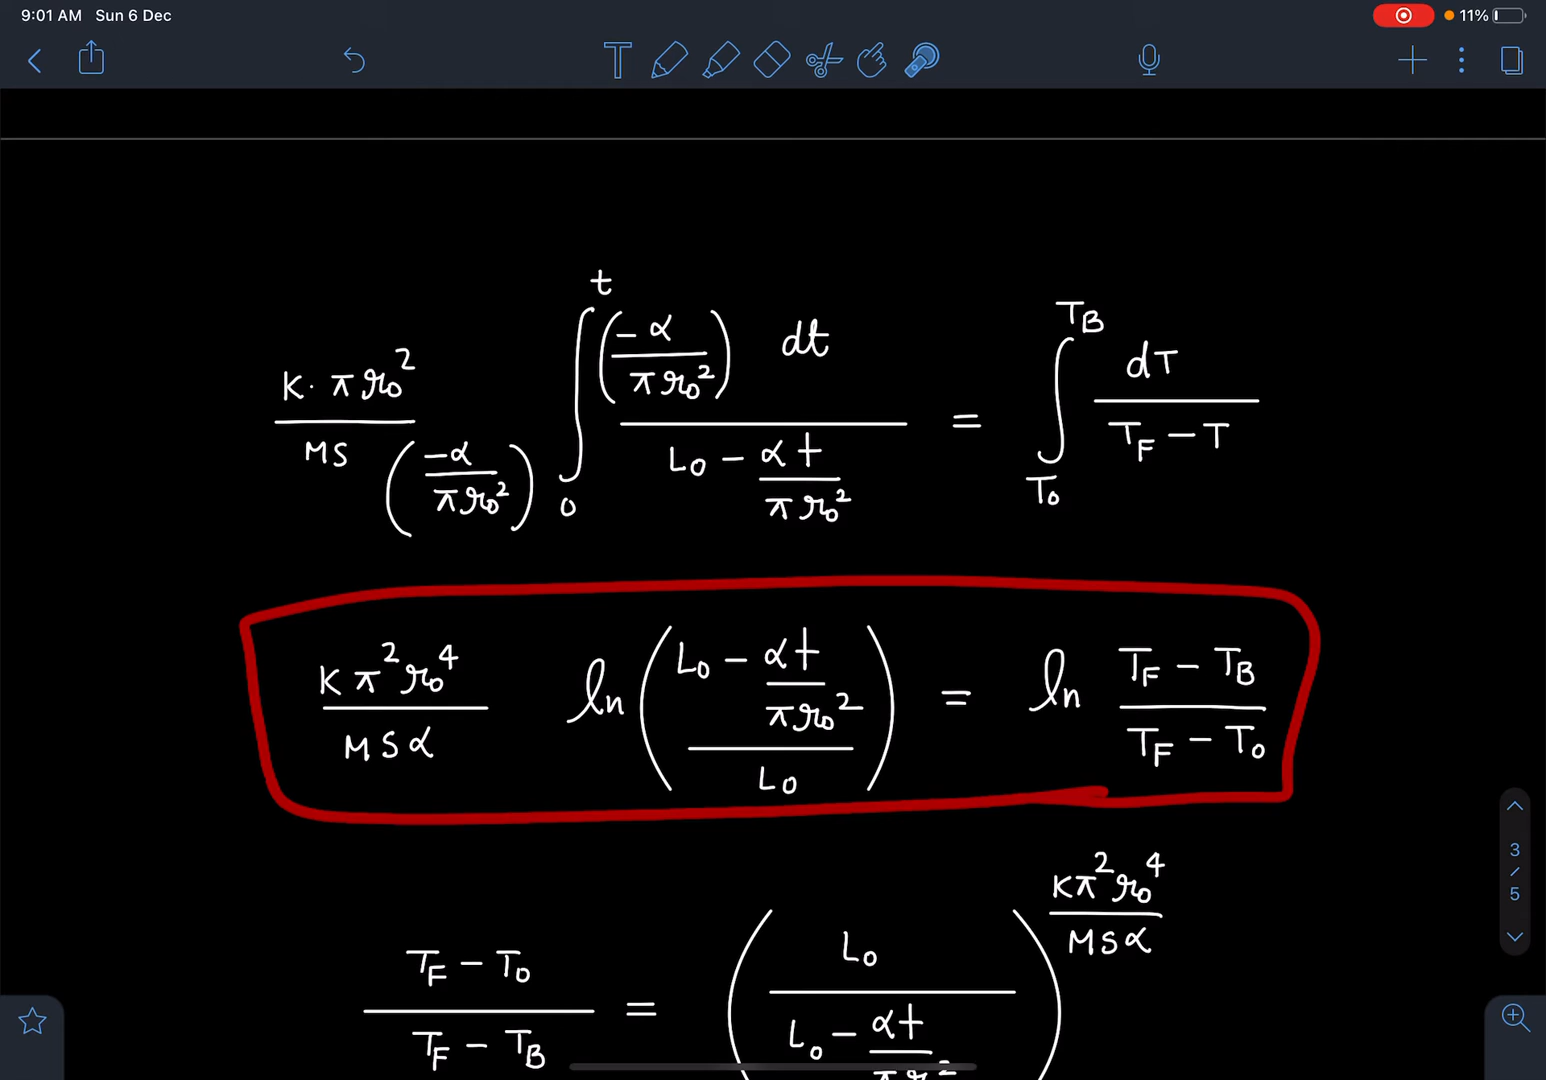 9:01 AM Sun 6 Dec
11%
T
K· πr₀² / MS (-α / πr₀²) ∫₀ᵗ (-α / πr₀²) dt / L₀ - αt / πr₀² = ∫_T₀^T_B dT / T_F - T
Kπ²r₀⁴ / MSα ln (L₀ - αt / πr₀² / L₀) = ln T_F - T_B / T_F - T₀
3 / 5
T_F - T₀ / T_F - T_B = (L₀ / L₀ - αt / πr²)^Kπ²r₀⁴ / MSα